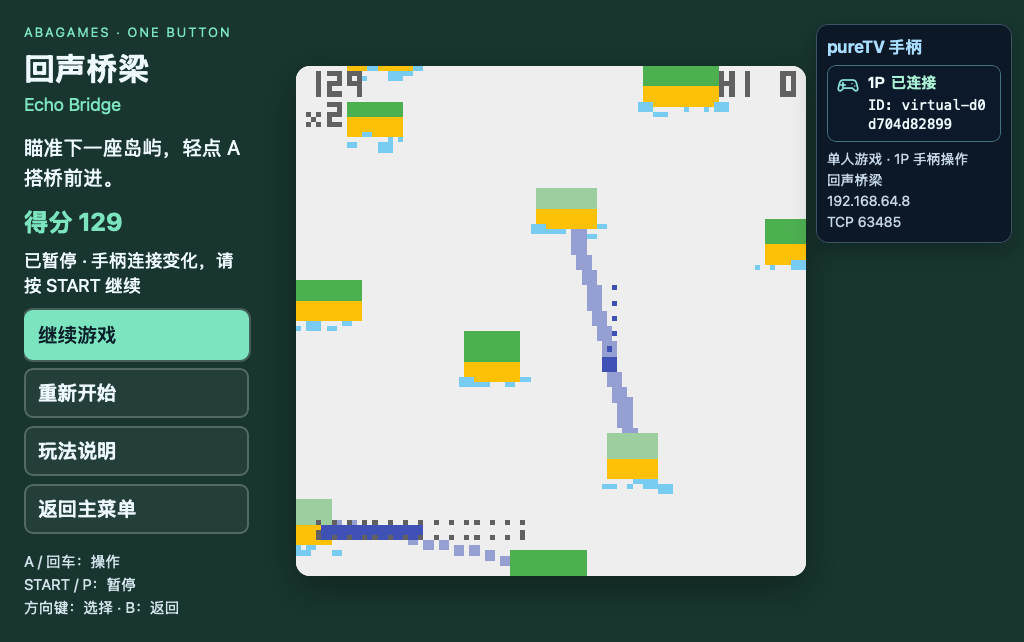 ABAGAMES · ONE BUTTON
回声桥梁
Echo Bridge
瞄准下一座岛屿，轻点 A
搭桥前进。
得分 129
已暂停 · 手柄连接变化，请
按 START 继续
继续游戏
重新开始
玩法说明
返回主菜单
A / 回车：操作
START / P：暂停
方向键：选择 · B：返回
129
HI 0
x2
pureTV 手柄
1P 已连接
ID: virtual-d0
d704d82899
单人游戏 · 1P 手柄操作
回声桥梁
192.168.64.8
TCP 63485